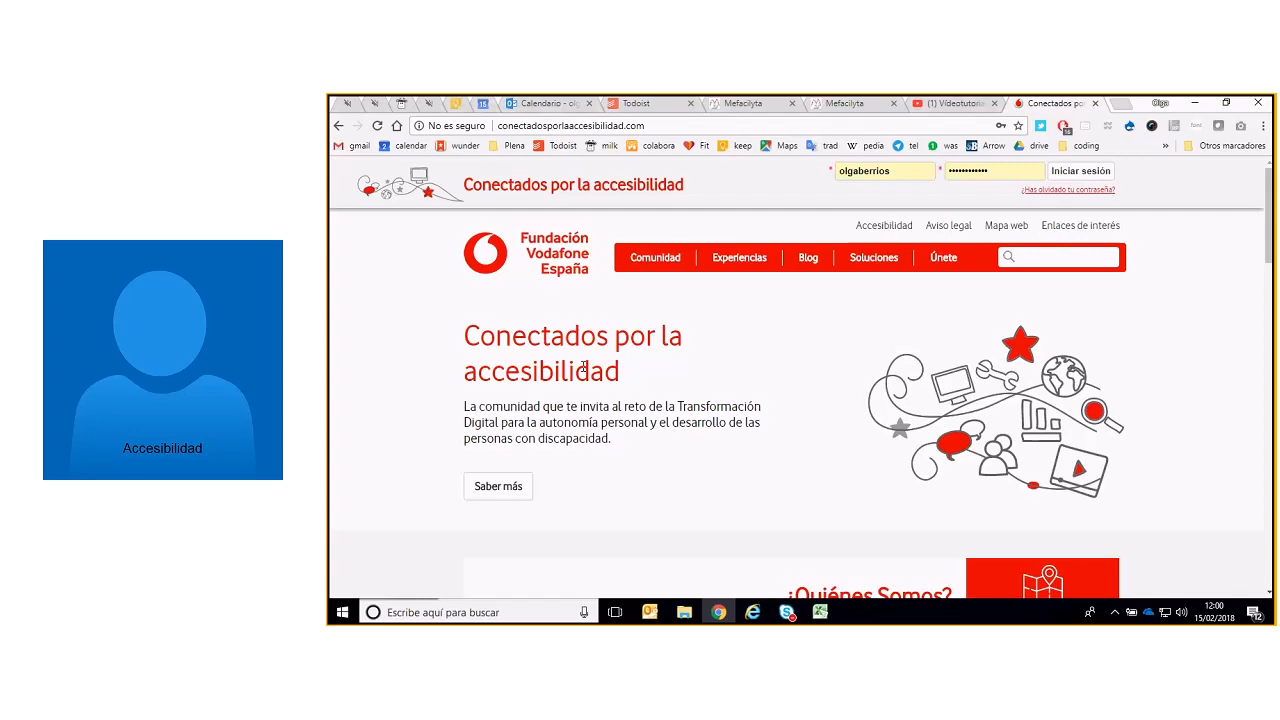 Calendario - olg
Todoist
Mefacilyta
Mefacilyta
(1) Vídeotutoria
Conectados por
Olga
No es seguro | conectadosporlaaccesibilidad.com
gmail calendar wunder Plena Todoist milk colabora Fit keep Maps trad pedia tel was Arrow drive coding » Otros marcadores
Conectados por la accesibilidad
* olgaberrios * •••••••••••• Iniciar sesión
¿Has olvidado tu contraseña?
Accesibilidad Aviso legal Mapa web Enlaces de interés
Fundación
Vodafone
España
Comunidad Experiencias Blog Soluciones Únete
Conectados por la
accesibilidad
La comunidad que te invita al reto de la Transformación
Digital para la autonomía personal y el desarrollo de las
personas con discapacidad.
Saber más
¿Quiénes Somos?
Accesibilidad
Escribe aquí para buscar
12:00
15/02/2018
12